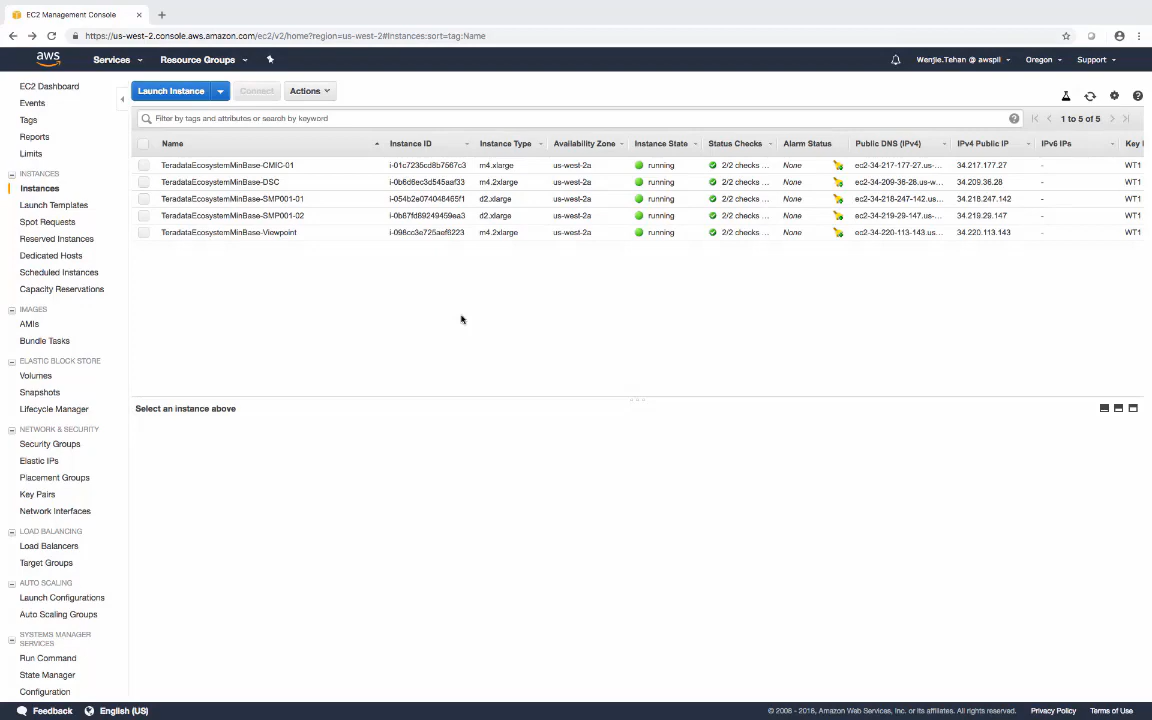 EC2 Management Console
https://us-west-2.console.aws.amazon.com/ec2/v2/home?region=us-west-2#Instances:sort=tag:Name
aws Services Resource Groups Wenjie.Tehan @ awspil Oregon Support
EC2 Dashboard
Events
Tags
Reports
Limits
INSTANCES
Instances
Launch Templates
Spot Requests
Reserved Instances
Dedicated Hosts
Scheduled Instances
Capacity Reservations
IMAGES
AMIs
Bundle Tasks
ELASTIC BLOCK STORE
Volumes
Snapshots
Lifecycle Manager
NETWORK & SECURITY
Security Groups
Elastic IPs
Placement Groups
Key Pairs
Network Interfaces
LOAD BALANCING
Load Balancers
Target Groups
AUTO SCALING
Launch Configurations
Auto Scaling Groups
SYSTEMS MANAGER
SERVICES
Run Command
State Manager
Configuration
Launch Instance Connect Actions
Filter by tags and attributes or search by keyword 1 to 5 of 5
Name Instance ID Instance Type Availability Zone Instance State Status Checks Alarm Status Public DNS (IPv4) IPv4 Public IP IPv6 IPs Key
TeradataEcosystemMinBase-CMIC-01 i-01c7235cd8b7567c3 m4.xlarge us-west-2a running 2/2 checks ... None ec2-34-217-177-27.us-... 34.217.177.27 - WT1
TeradataEcosystemMinBase-DSC i-0b6d6ec3d545aaf33 m4.2xlarge us-west-2a running 2/2 checks ... None ec2-34-209-36-28.us-w... 34.209.36.28 - WT1
TeradataEcosystemMinBase-SMP001-01 i-054b2e074048465f1 d2.xlarge us-west-2a running 2/2 checks ... None ec2-34-218-247-142.us... 34.218.247.142 - WT1
TeradataEcosystemMinBase-SMP001-02 i-0b87fd89249459ea3 d2.xlarge us-west-2a running 2/2 checks ... None ec2-34-219-29-147.us-... 34.219.29.147 - WT1
TeradataEcosystemMinBase-Viewpoint i-098cc3e725aef6223 m4.2xlarge us-west-2a running 2/2 checks ... None ec2-34-220-113-143.us... 34.220.113.143 - WT1
Select an instance above
Feedback English (US) © 2008 - 2018, Amazon Web Services, Inc. or its affiliates. All rights reserved. Privacy Policy Terms of Use